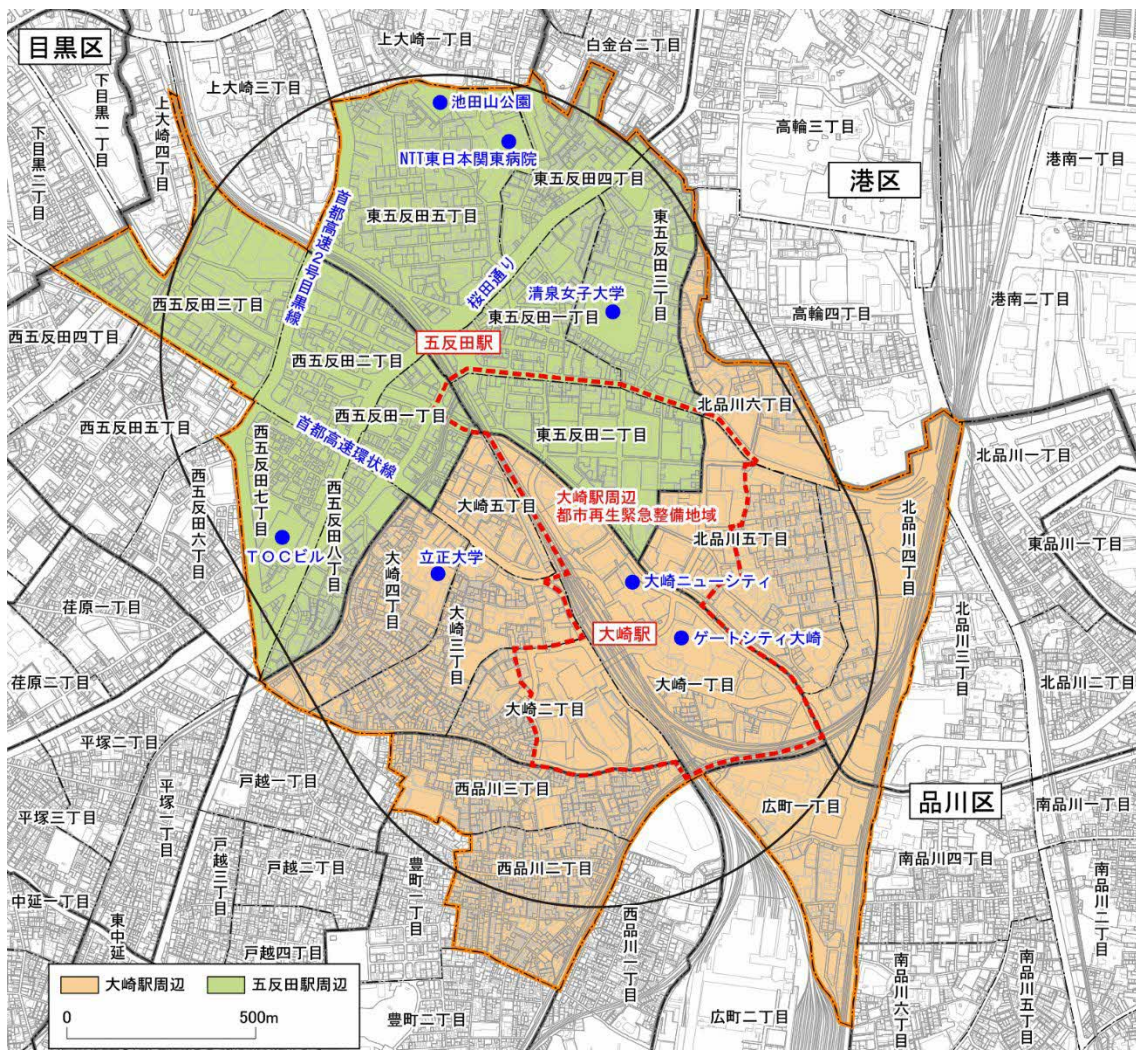 目黒区
上大崎一丁目
白金台二丁目
上大崎三丁目
下目黒一丁目
上大崎四丁目
下目黒二丁目
池田山公園
NTT東日本関東病院
高輪三丁目
港南一丁目
港区
東五反田四丁目
東五反田五丁目
首都高速2号目黒線
桜田通り
東五反田三丁目
清泉女子大学
東五反田一丁目
港南二丁目
高輪四丁目
西五反田三丁目
西五反田四丁目
五反田駅
西五反田二丁目
北品川六丁目
西五反田一丁目
西五反田五丁目
首都高速環状線
東五反田二丁目
北品川一丁目
西五反田七丁目
西五反田六丁目
西五反田八丁目
大崎五丁目
大崎駅周辺
都市再生緊急整備地域
北品川五丁目
北品川四丁目
東品川一丁目
TOCビル
立正大学
大崎四丁目
大崎ニューシティ
荏原一丁目
大崎三丁目
大崎駅
ゲートシティ大崎
北品川三丁目
荏原二丁目
大崎一丁目
北品川二丁目
大崎二丁目
平塚二丁目
戸越一丁目
西品川三丁目
広町一丁目
品川区
南品川一丁目
平塚三丁目
平塚一丁目
戸越二丁目
戸越三丁目
豊町一丁目
西品川二丁目
南品川四丁目
南品川二丁目
中延一丁目
東中延
戸越四丁目
西品川一丁目
南品川六丁目
南品川五丁目
豊町二丁目
広町二丁目
大崎駅周辺
五反田駅周辺
0
500m